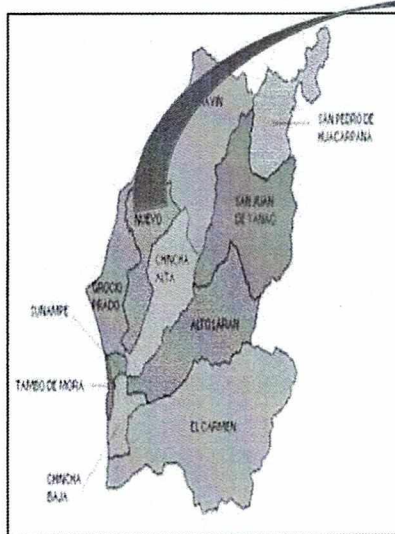 SAN PEDRO DE
HUACARPANA
SAN JUAN
DE YANAC
NUEVO
CHINCHA
ALTA
GROCIO
PRADO
SUNAMPE
ALTO LARAN
TAMBO DE MORA
EL CARMEN
CHINCHA
BAJA